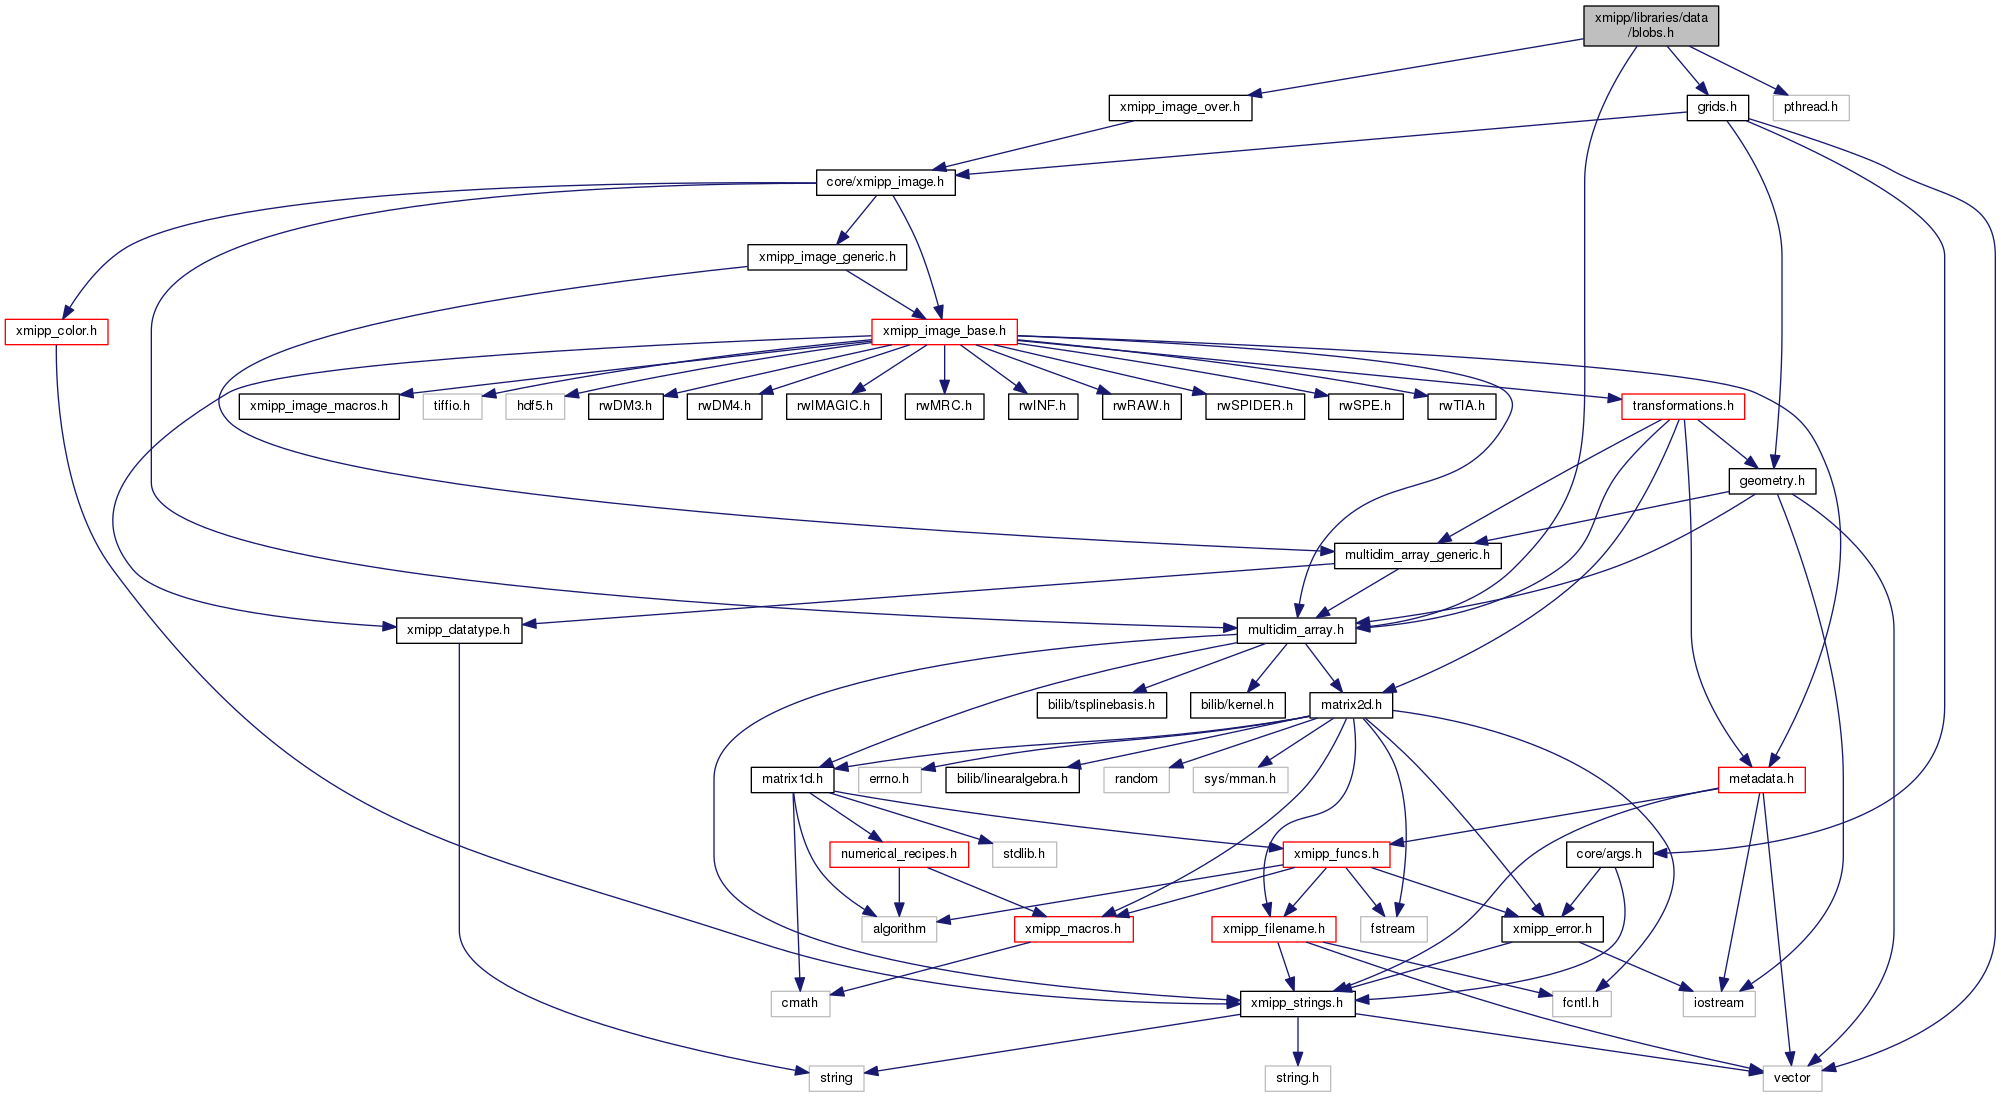 xmipp/libraries/data
/blobs.h
xmipp_image_over.h
grids.h
pthread.h
core/xmipp_image.h
xmipp_image_generic.h
xmipp_color.h
xmipp_image_base.h
xmipp_image_macros.h
tiffio.h
hdf5.h
rwDM3.h
rwDM4.h
rwIMAGIC.h
rwMRC.h
rwINF.h
rwRAW.h
rwSPIDER.h
rwSPE.h
rwTIA.h
transformations.h
geometry.h
multidim_array_generic.h
xmipp_datatype.h
multidim_array.h
bilib/tsplinebasis.h
bilib/kernel.h
matrix2d.h
matrix1d.h
errno.h
bilib/linearalgebra.h
random
sys/mman.h
metadata.h
numerical_recipes.h
stdlib.h
xmipp_funcs.h
core/args.h
algorithm
xmipp_macros.h
xmipp_filename.h
fstream
xmipp_error.h
cmath
xmipp_strings.h
fcntl.h
iostream
string
string.h
vector